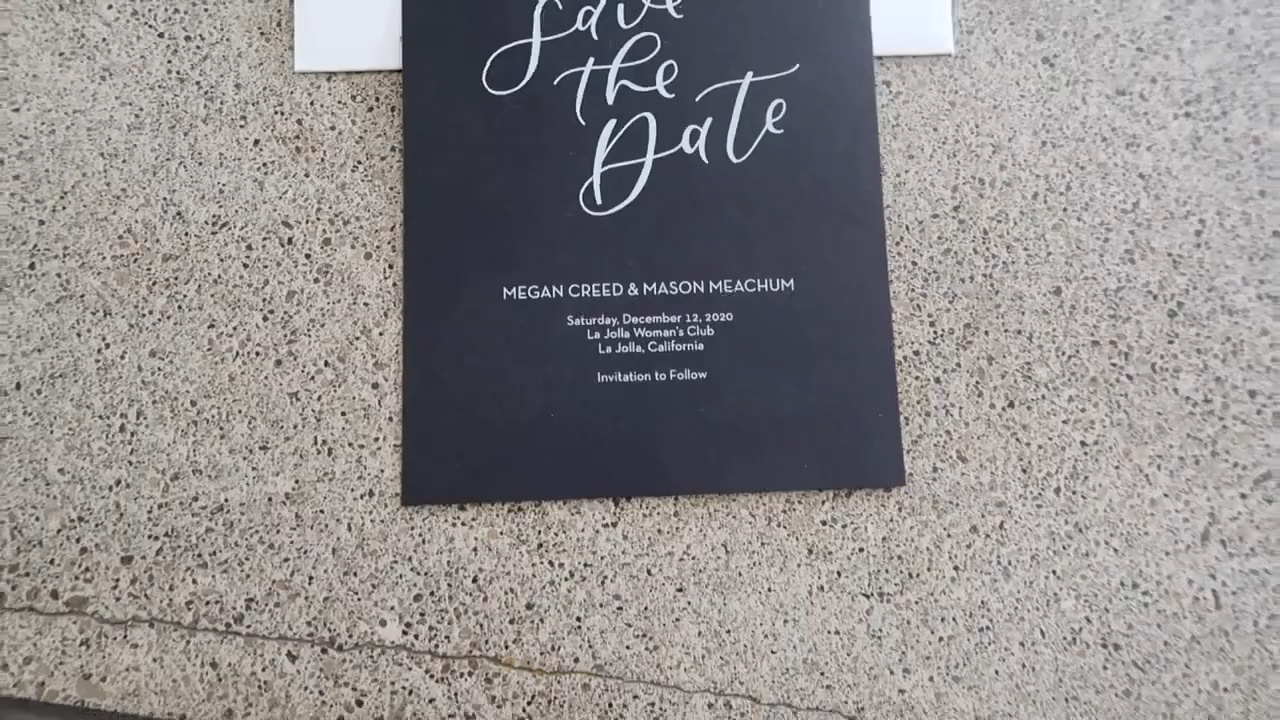 Save
the
Date
MEGAN CREED & MASON MEACHUM
Saturday, December 12, 2020
La Jolla Woman's Club
La Jolla, California
Invitation to Follow